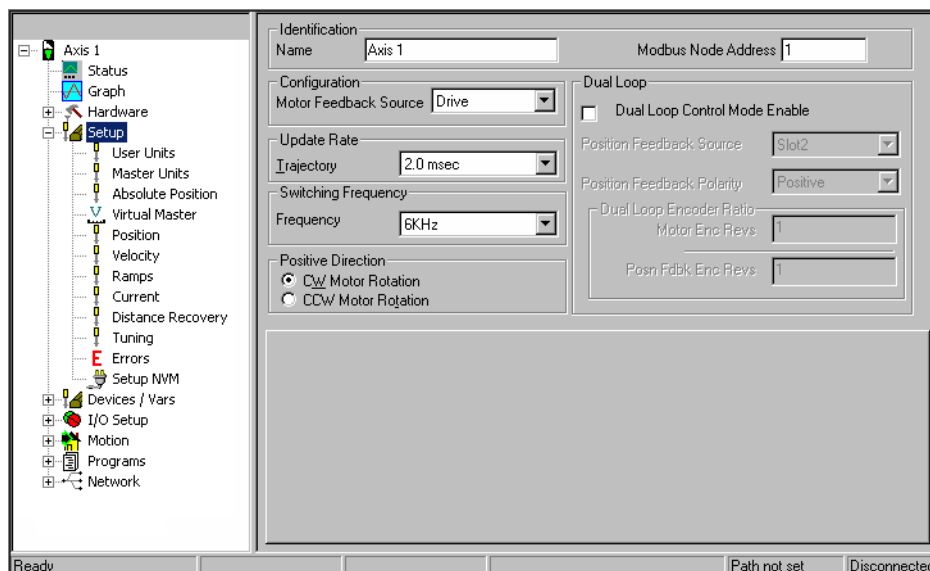 Axis 1
Status
Graph
Hardware
Setup
User Units
Master Units
Absolute Position
Virtual Master
Position
Velocity
Ramps
Current
Distance Recovery
Tuning
E Errors
Setup NVM
Devices / Vars
I/O Setup
Motion
Programs
Network
Identification
Name Axis 1 Modbus Node Address 1
Configuration
Motor Feedback Source Drive
Update Rate
Trajectory 2.0 msec
Switching Frequency
Frequency 6KHz
Positive Direction
CW Motor Rotation
CCW Motor Rotation
Dual Loop
Dual Loop Control Mode Enable
Position Feedback Source Slot2
Position Feedback Polarity Positive
Dual Loop Encoder Ratio
Motor Enc Revs 1
Posn Fdbk Enc Revs 1
Ready Path not set Disconnected